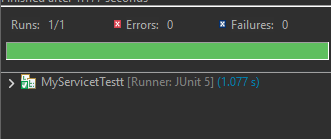 Runs: 1/1 Errors: 0 Failures: 0
MyServicetTestt [Runner: JUnit 5] (1.077 s)